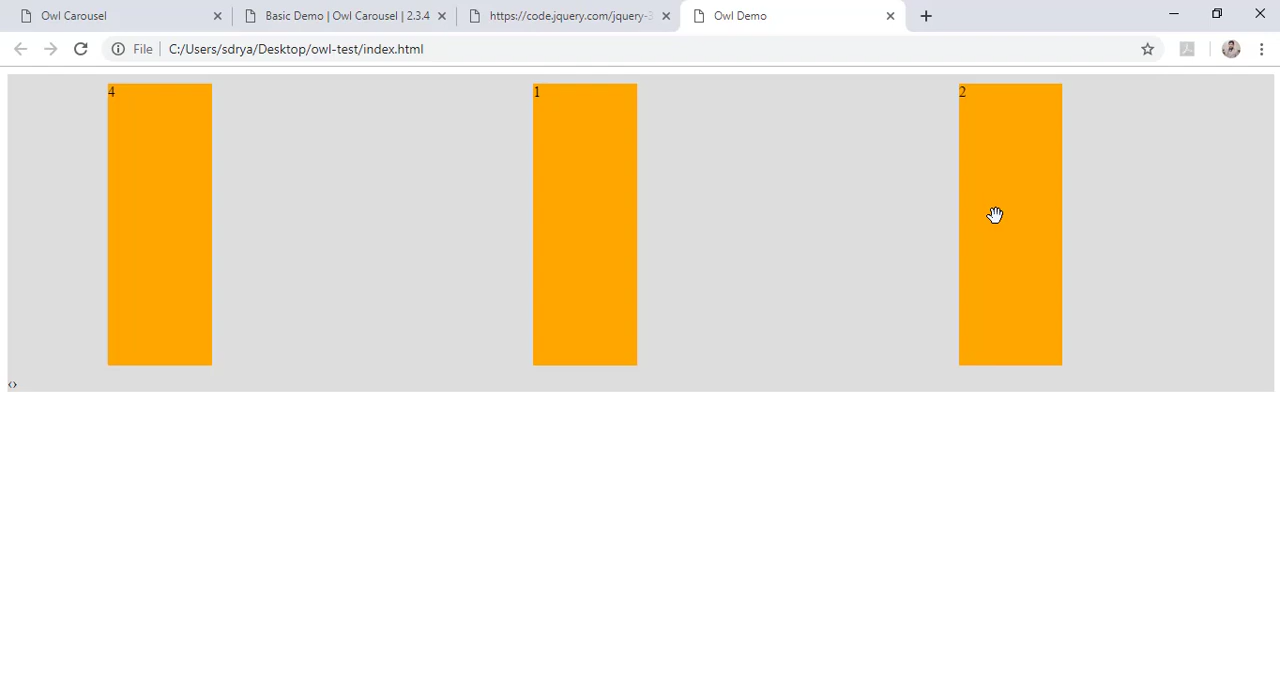 Owl Carousel
Basic Demo | Owl Carousel | 2.3.4
https://code.jquery.com/jquery-3
Owl Demo
File
C:/Users/sdrya/Desktop/owl-test/index.html
4
1
2
‹›